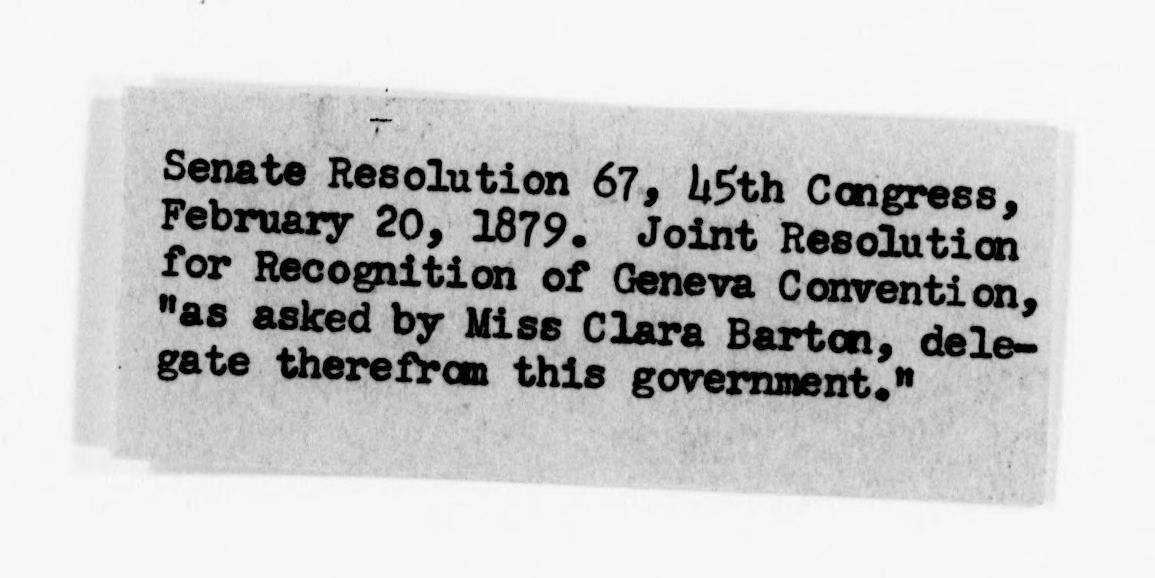 Senate Resolution 67, 45th Congress,
February 20, 1879. Joint Resolution
for Recognition of Geneva Convention,
"as asked by Miss Clara Barton, dele-
gate therefrom this government."